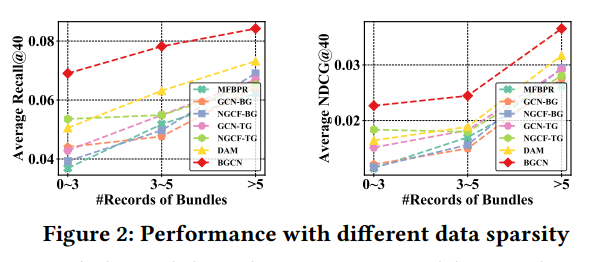 Average Recall@40
0.08
0.06
0.04
MFBPR
GCN-BG
NGCF-BG
GCN-TG
NGCF-TG
DAM
BGCN
0~3
3~5
>5
#Records of Bundles
Average NDCG@40
0.03
0.02
MFBPR
GCN-BG
NGCF-BG
GCN-TG
NGCF-TG
DAM
BGCN
0~3
3~5
>5
#Records of Bundles
Figure 2: Performance with different data sparsity